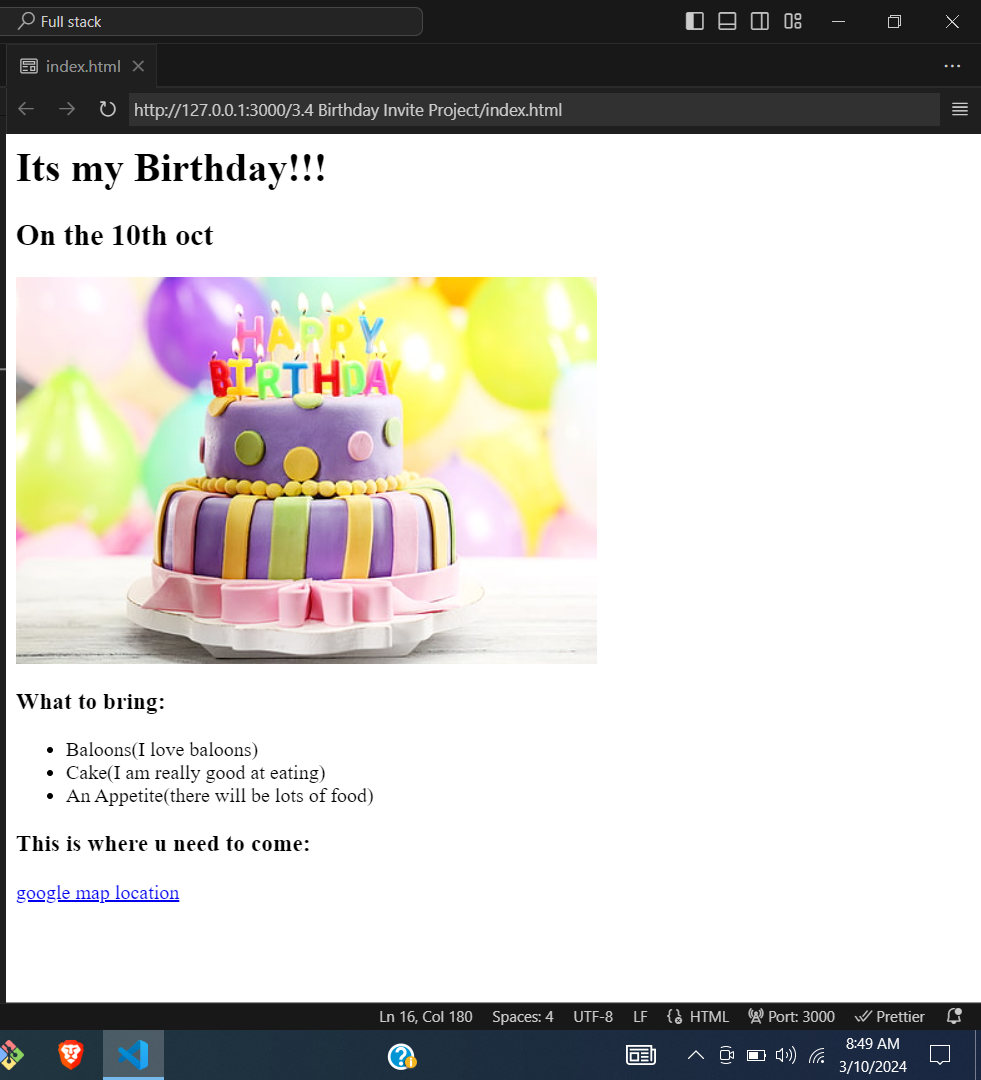 Full stack
index.html
http://127.0.0.1:3000/3.4 Birthday Invite Project/index.html
Its my Birthday!!!
On the 10th oct
HAPPY
BIRTHDAY
What to bring:
Baloons(I love baloons)
Cake(I am really good at eating)
An Appetite(there will be lots of food)
This is where u need to come:
google map location
Ln 16, Col 180 Spaces: 4 UTF-8 LF HTML Port: 3000 Prettier
8:49 AM
3/10/2024